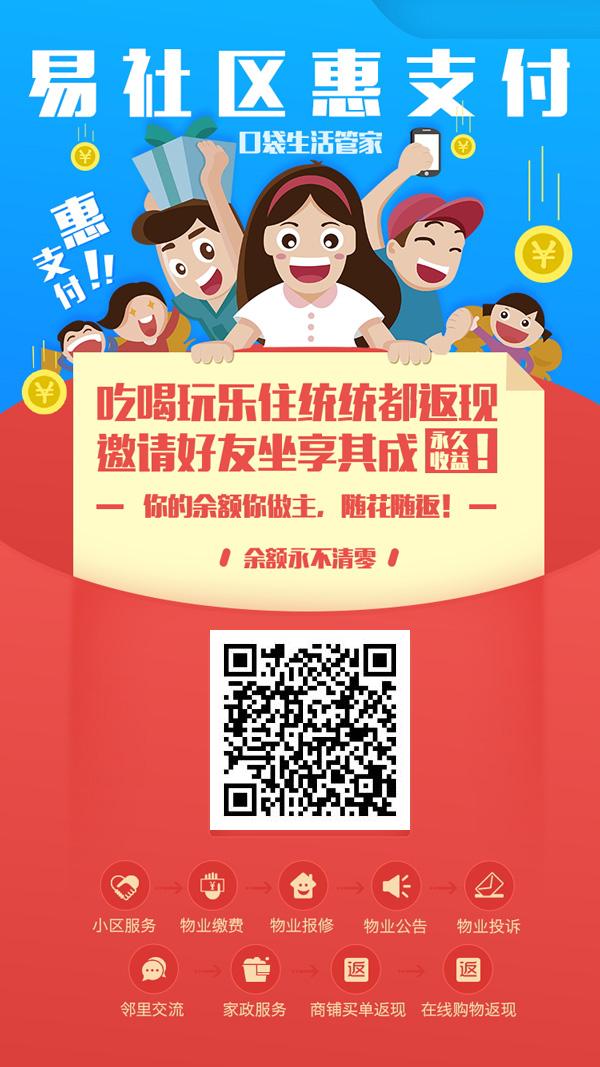 易社区惠支付
口袋生活管家
惠
支付!!
吃喝玩乐住统统都返现
邀请好友坐享其成 永久收益！
— 你的余额你做主，随花随返！ —
余额永不清零
小区服务 物业缴费 物业报修 物业公告 物业投诉
返 返
邻里交流 家政服务 商铺买单返现 在线购物返现